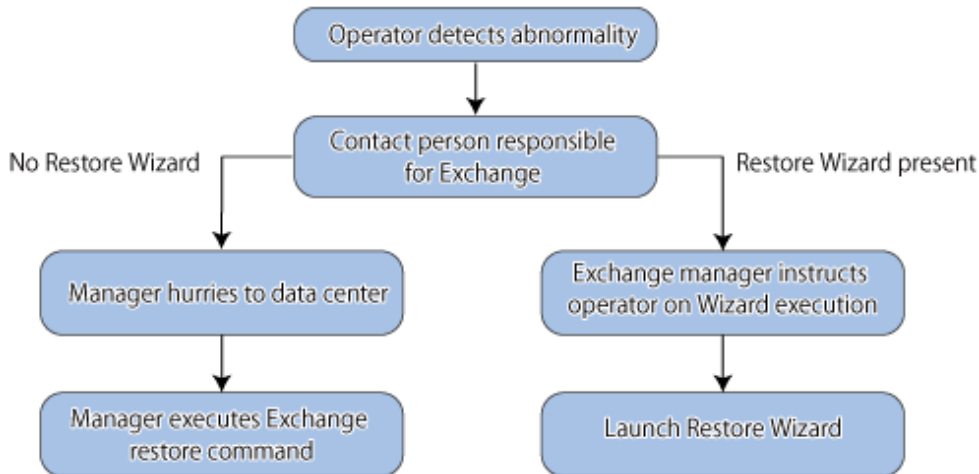 Operator detects abnormality
Contact person responsible
for Exchange
No Restore Wizard
Restore Wizard present
Manager hurries to data center
Exchange manager instructs
operator on Wizard execution
Manager executes Exchange
restore command
Launch Restore Wizard